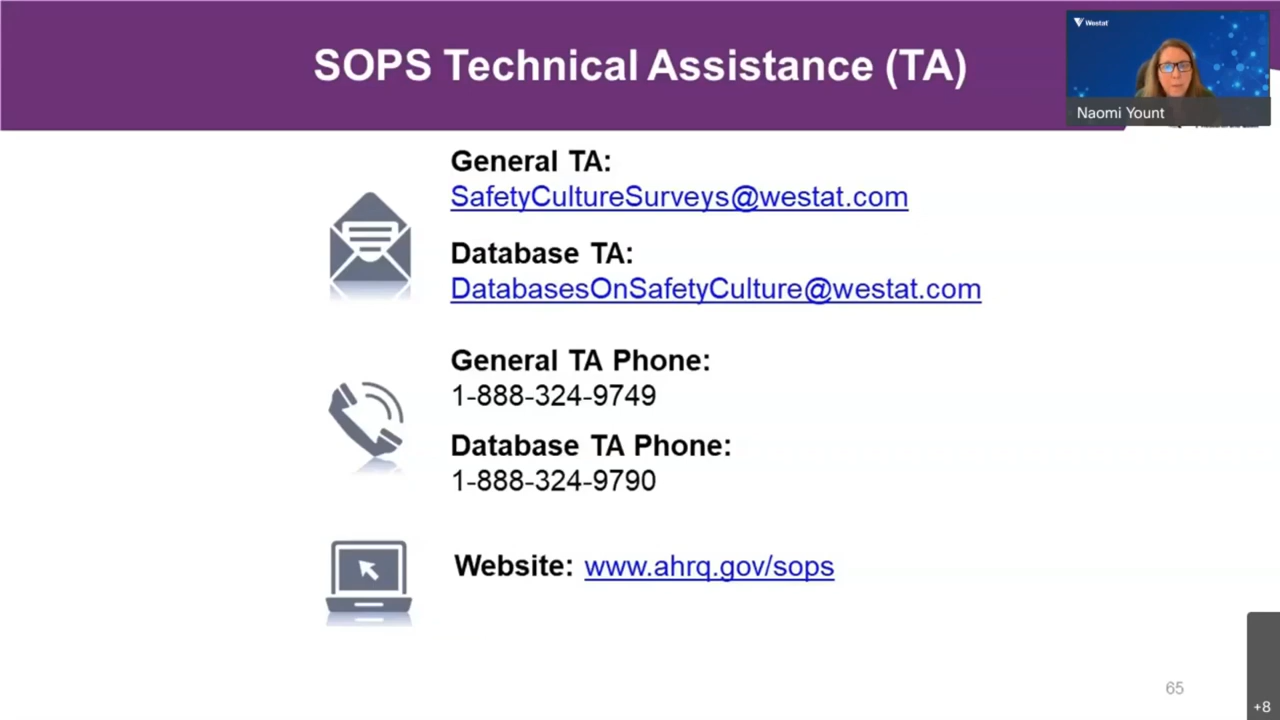 SOPS Technical Assistance (TA)
Westat
Naomi Yount
General TA:
SafetyCultureSurveys@westat.com
Database TA:
DatabasesOnSafetyCulture@westat.com
General TA Phone:
1-888-324-9749
Database TA Phone:
1-888-324-9790
Website: www.ahrq.gov/sops
65
+8